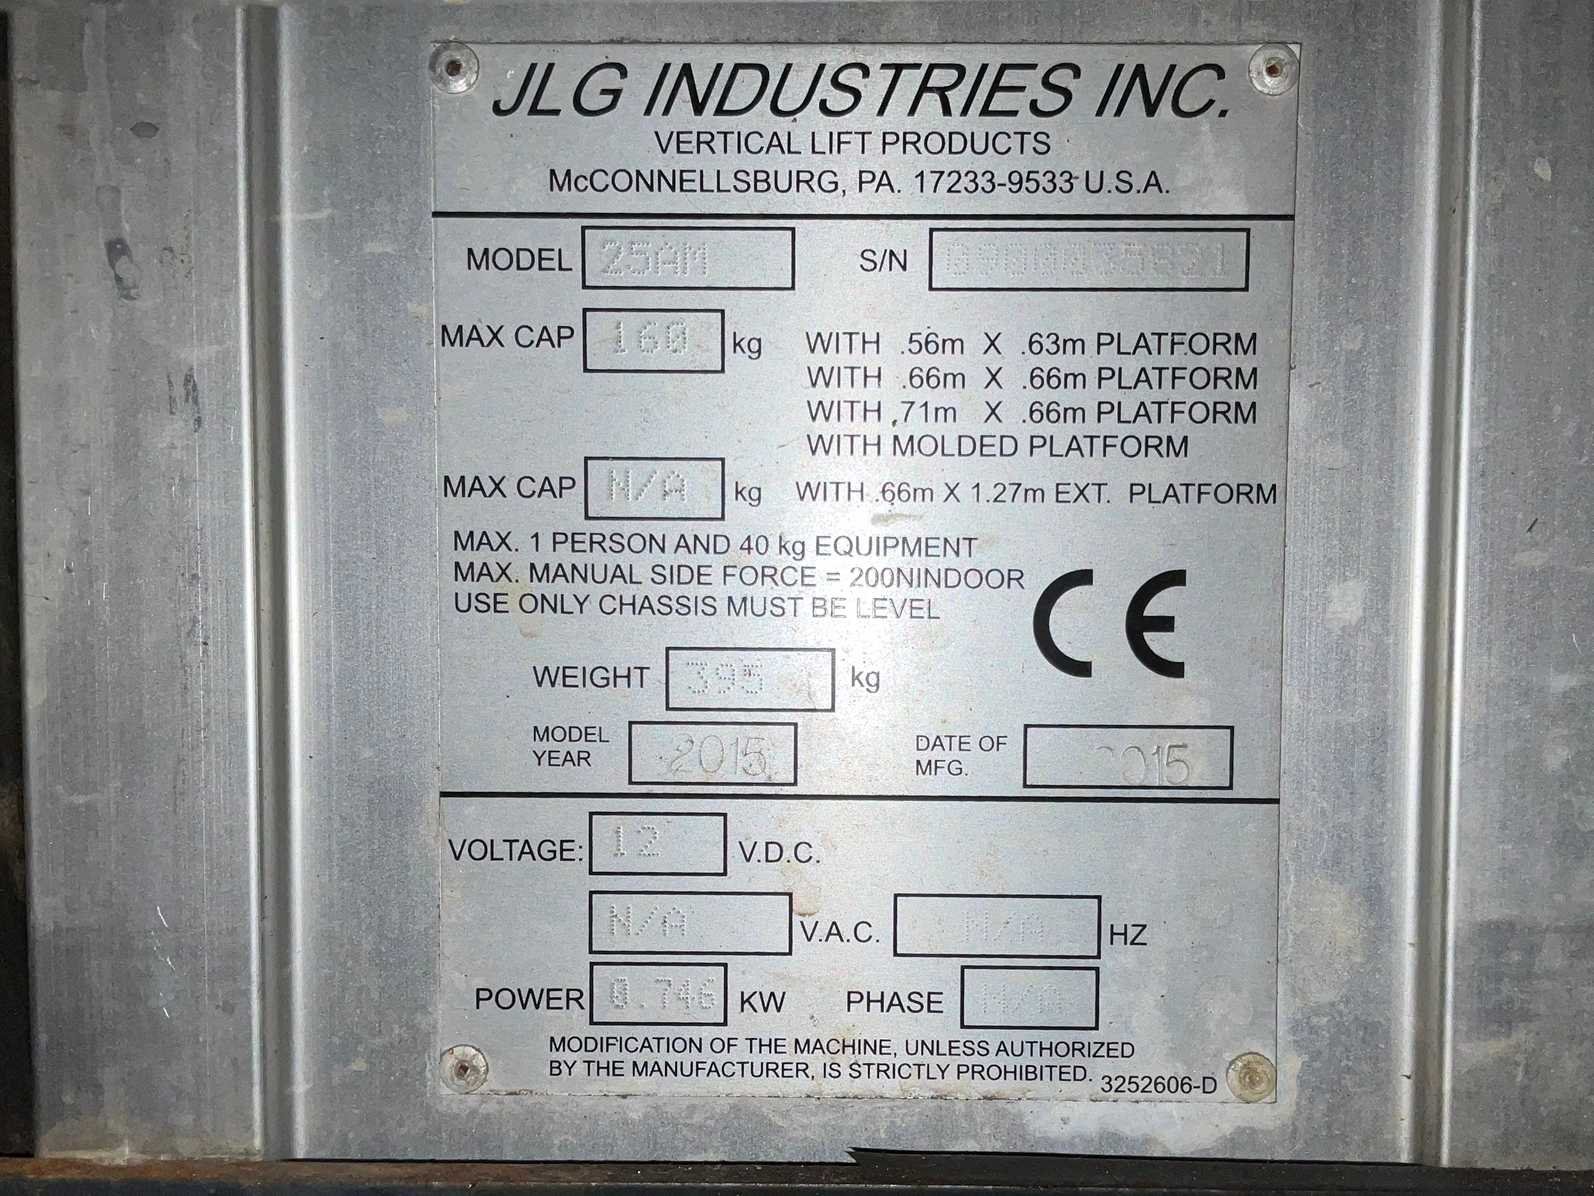 JLG INDUSTRIES INC.
VERTICAL LIFT PRODUCTS
McCONNELLSBURG, PA. 17233-9533 U.S.A.
MODEL 25AM S/N
MAX CAP 160 kg WITH .56m X .63m PLATFORM
WITH .66m X .66m PLATFORM
WITH .71m X .66m PLATFORM
WITH MOLDED PLATFORM
MAX CAP N/A kg WITH .66m X 1.27m EXT. PLATFORM
MAX. 1 PERSON AND 40 kg EQUIPMENT
MAX. MANUAL SIDE FORCE = 200NINDOOR
USE ONLY CHASSIS MUST BE LEVEL
CE
WEIGHT 395 kg
MODEL YEAR 2015 DATE OF MFG. 2015
VOLTAGE: 12 V.D.C.
N/A V.A.C. N/A HZ
POWER 0.746 KW PHASE N/A
MODIFICATION OF THE MACHINE, UNLESS AUTHORIZED
BY THE MANUFACTURER, IS STRICTLY PROHIBITED. 3252606-D